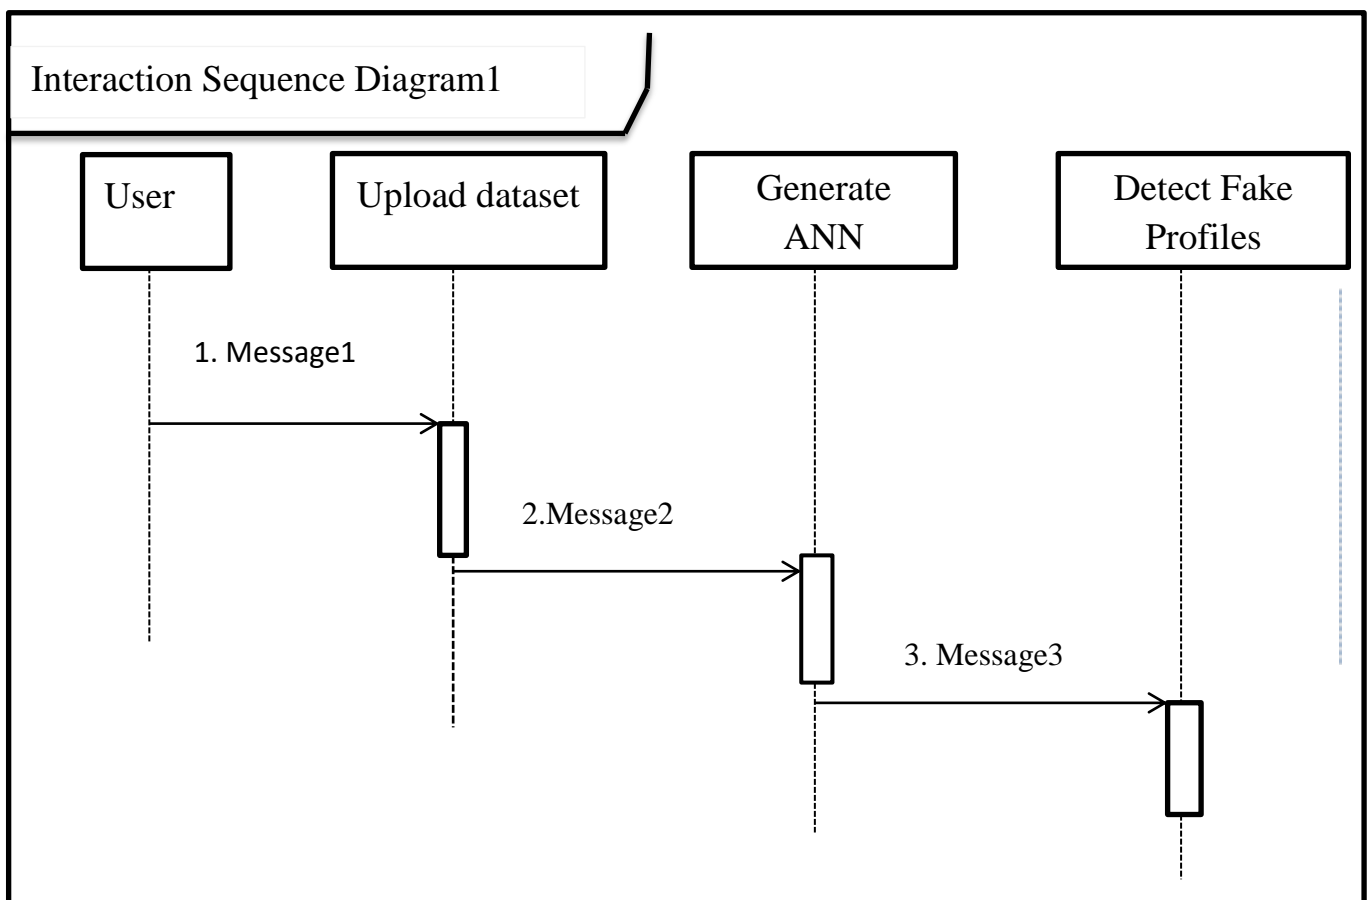 Interaction Sequence Diagram1
User
Upload dataset
Generate
ANN
Detect Fake
Profiles
1. Message1
2.Message2
3. Message3